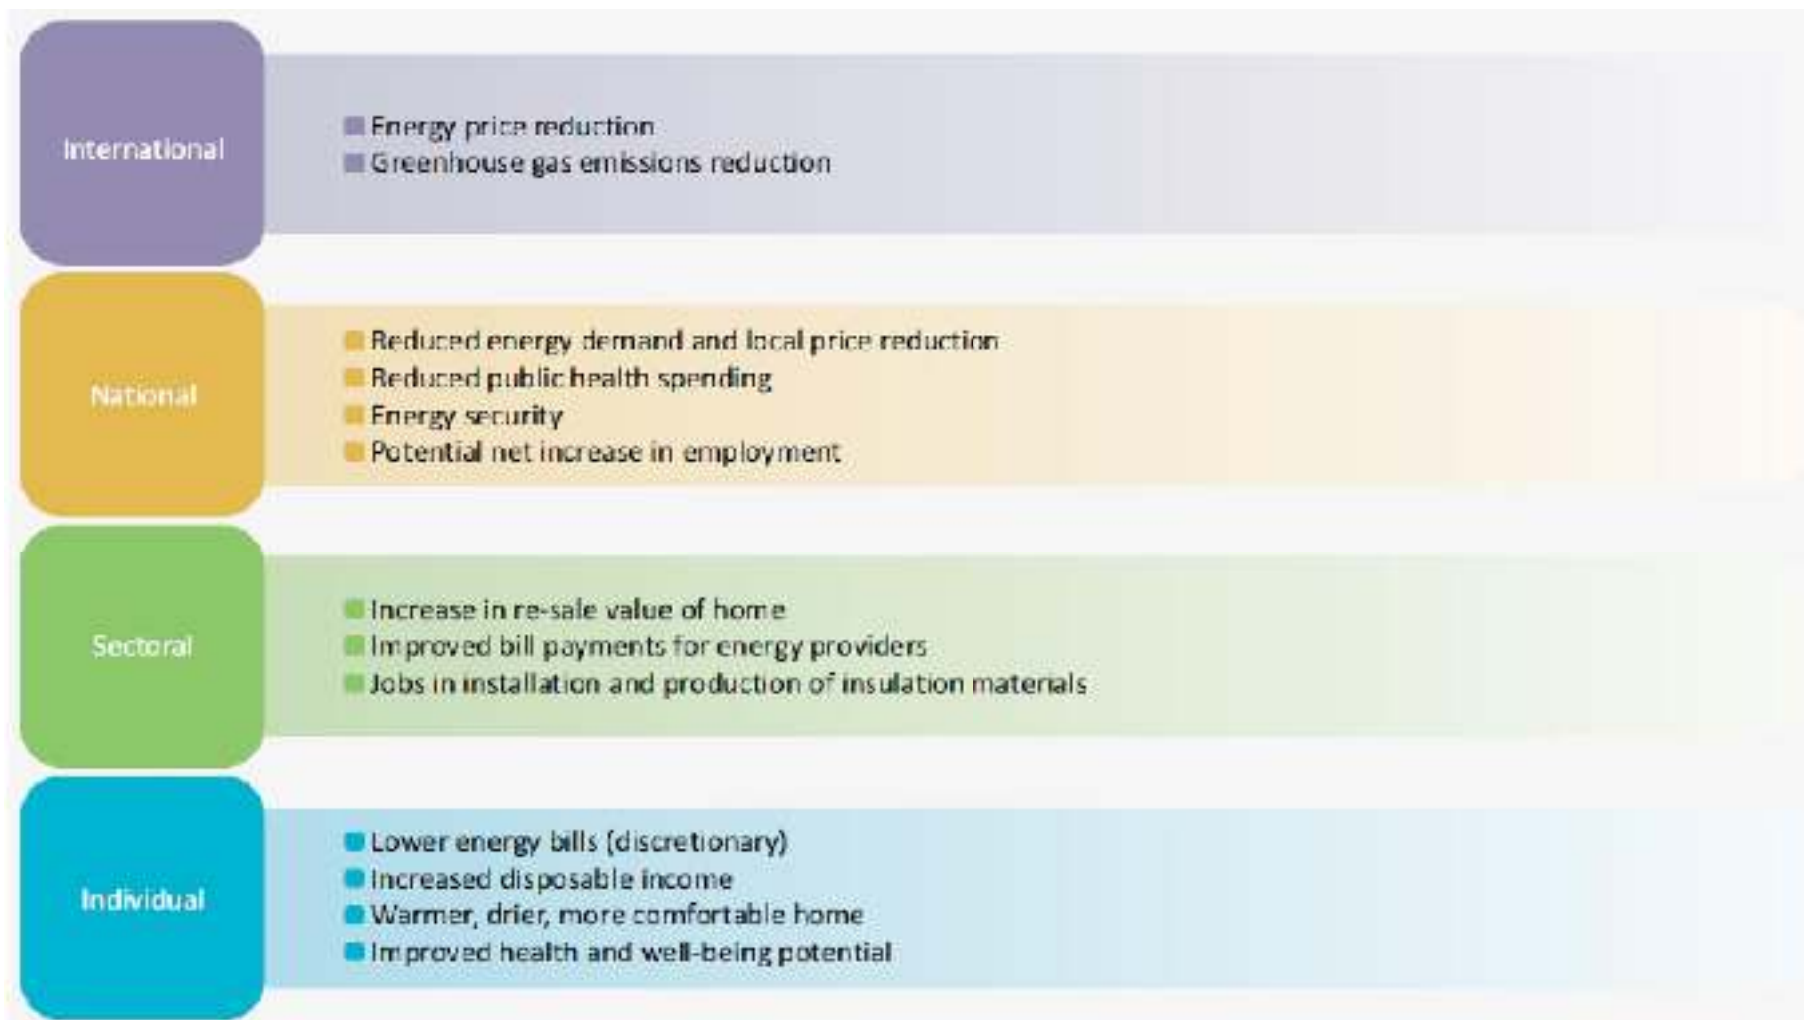 International
Energy price reduction
Greenhouse gas emissions reduction
National
Reduced energy demand and local price reduction
Reduced public health spending
Energy security
Potential net increase in employment
Sectoral
Increase in re-sale value of home
Improved bill payments for energy providers
Jobs in installation and production of insulation materials
Individual
Lower energy bills (discretionary)
Increased disposable income
Warmer, drier, more comfortable home
Improved health and well-being potential